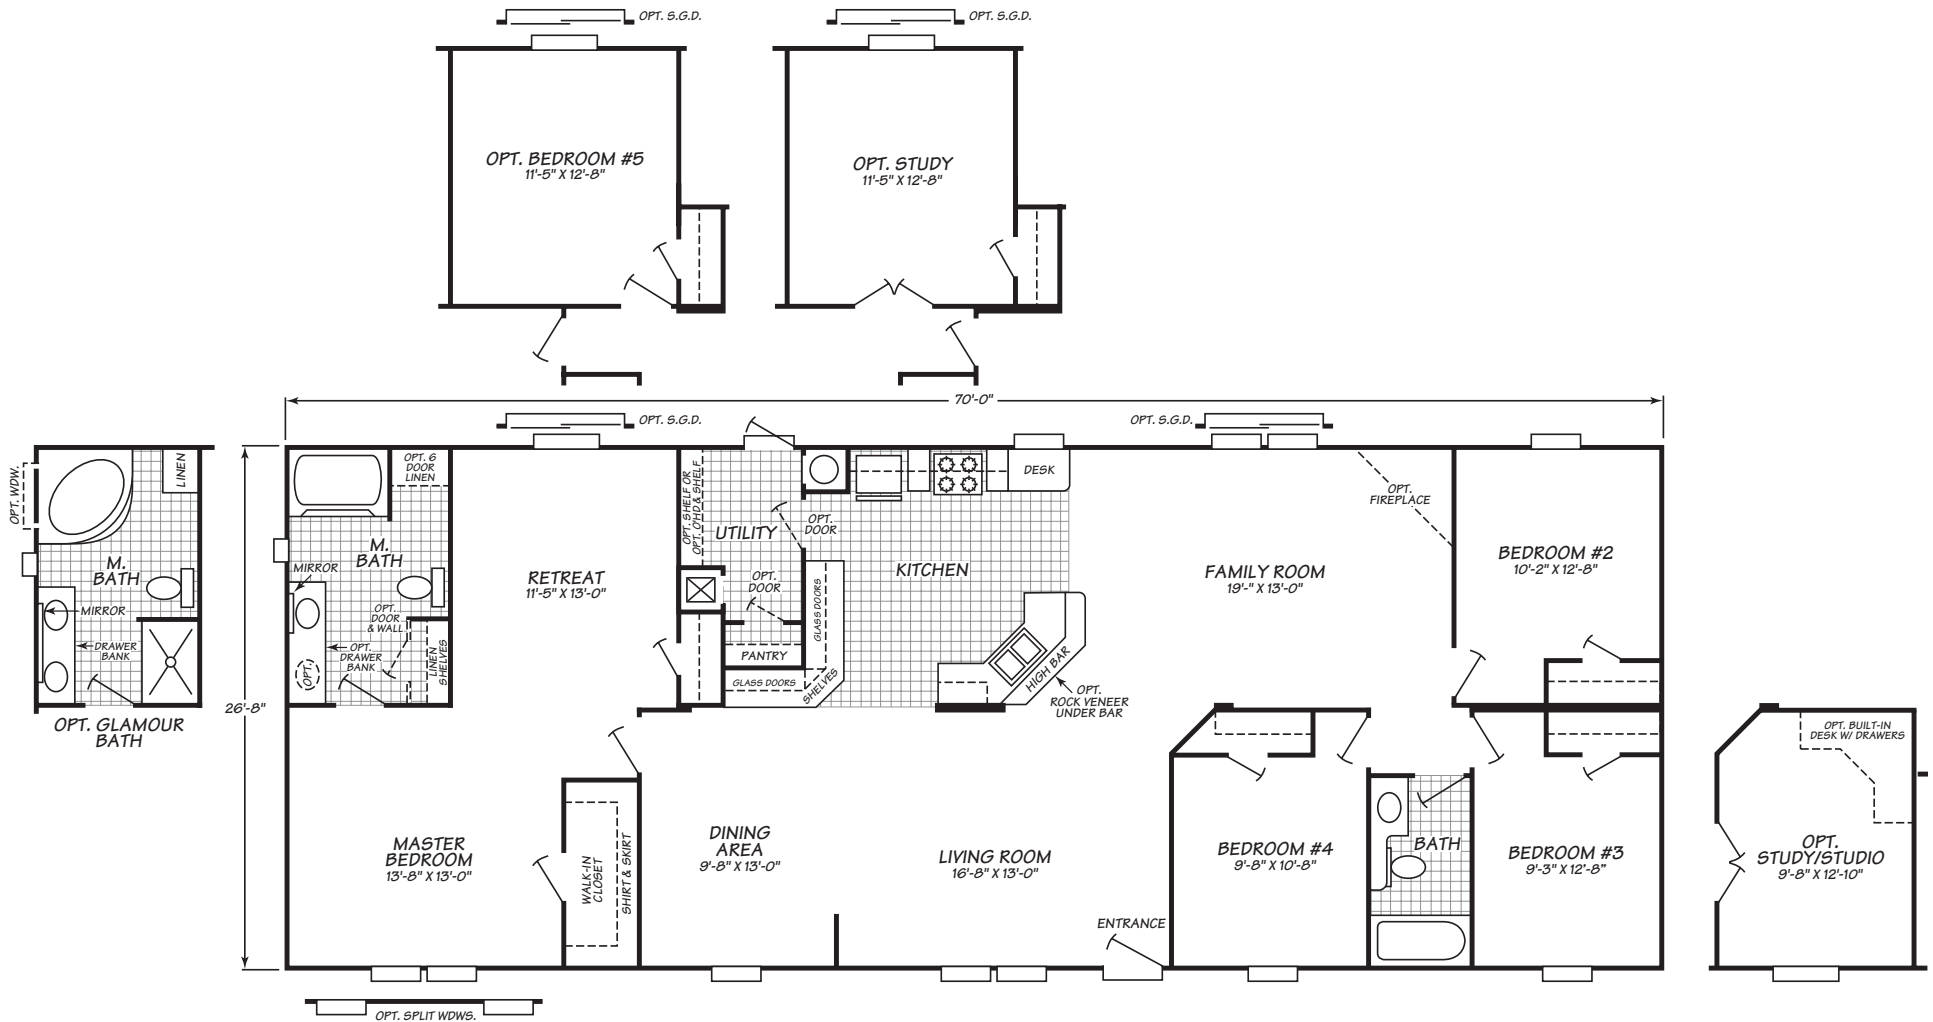 OPT. S.G.D.
OPT. S.G.D.
OPT. BEDROOM #5
11'-5" X 12'-8"
OPT. STUDY
11'-5" X 12'-8"
70'-0"
OPT. S.G.D.
OPT. S.G.D.
OPT. WDW.
LINEN
M.
BATH
MIRROR
DRAWER
BANK
OPT. GLAMOUR
BATH
26'-8"
OPT. 6
DOOR
LINEN
M.
BATH
MIRROR
OPT.
DOOR
& WALL
OPT.
DRAWER
BANK
OPT.
LINEN
SHELVES
RETREAT
11'-5" X 13'-0"
OPT. SHELF OR
OPT. O'HD. & SHELF
UTILITY
OPT.
DOOR
OPT.
DOOR
PANTRY
GLASS DOORS
GLASS DOORS
SHELVES
DESK
KITCHEN
HIGH BAR
OPT.
ROCK VENEER
UNDER BAR
OPT.
FIREPLACE
FAMILY ROOM
19'-" X 13'-0"
BEDROOM #2
10'-2" X 12'-8"
MASTER
BEDROOM
13'-8" X 13'-0"
WALK-IN
CLOSET
SHIRT & SKIRT
DINING
AREA
9'-8" X 13'-0"
LIVING ROOM
16'-8" X 13'-0"
ENTRANCE
BEDROOM #4
9'-8" X 10'-8"
BATH
BEDROOM #3
9'-3" X 12'-8”
OPT. BUILT-IN
DESK W/ DRAWERS
OPT.
STUDY/STUDIO
9'-8" X 12'-10"
OPT. SPLIT WDWS.